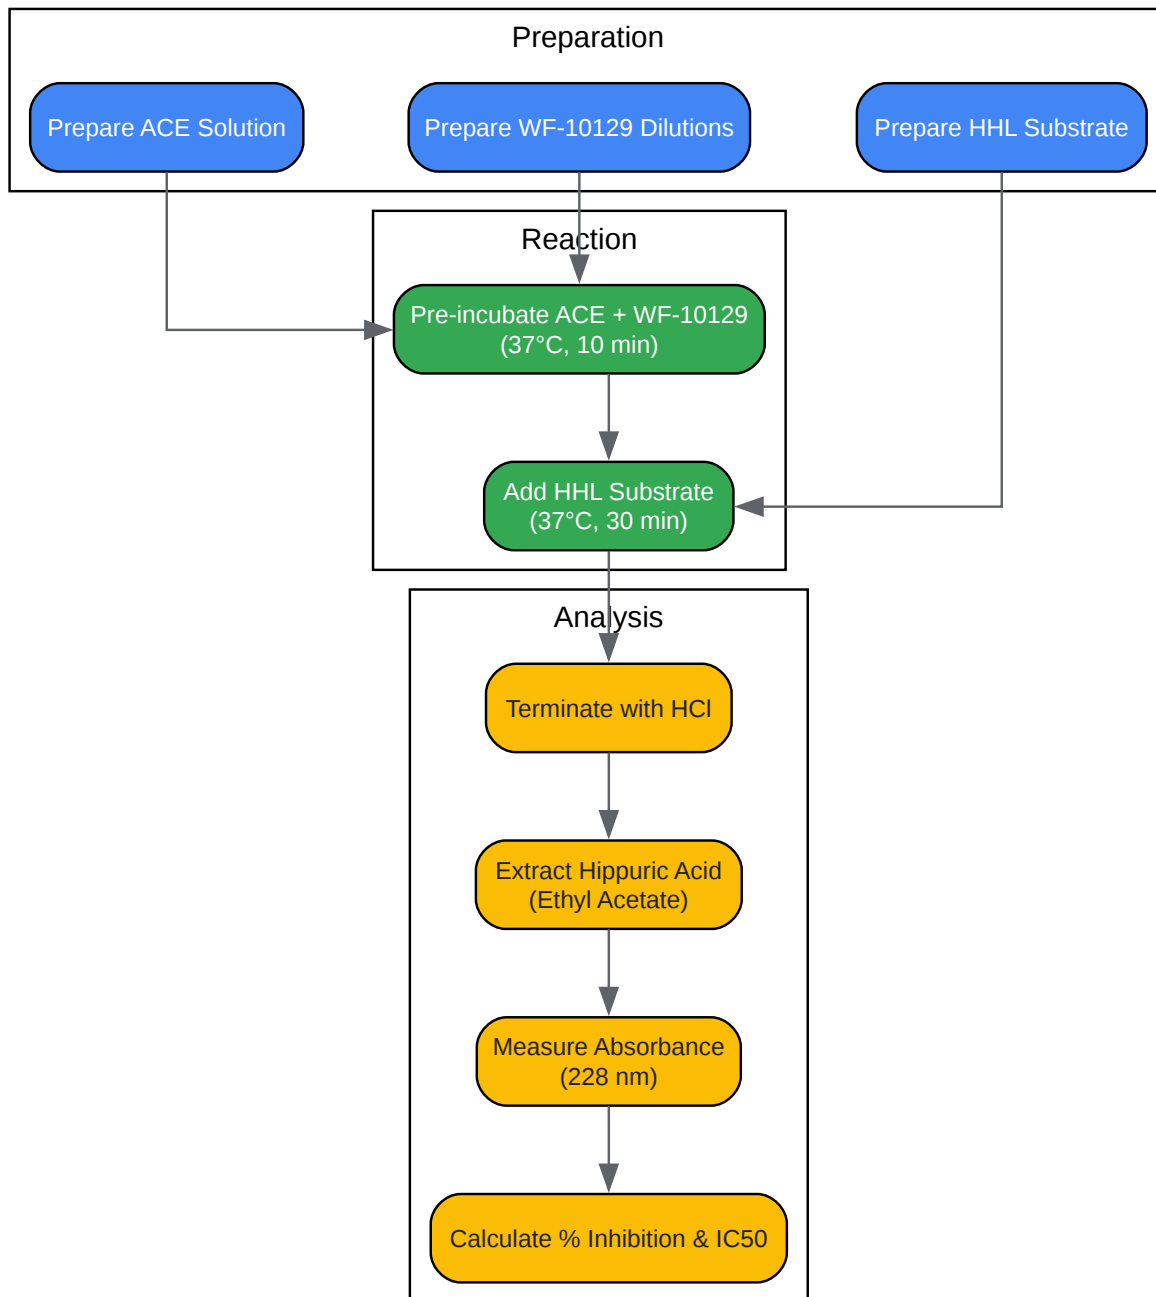 Preparation
Prepare ACE Solution
Prepare WF-10129 Dilutions
Prepare HHL Substrate
Reaction
Pre-incubate ACE + WF-10129
(37°C, 10 min)
Add HHL Substrate
(37°C, 30 min)
Analysis
Terminate with HCl
Extract Hippuric Acid
(Ethyl Acetate)
Measure Absorbance
(228 nm)
Calculate % Inhibition & IC50